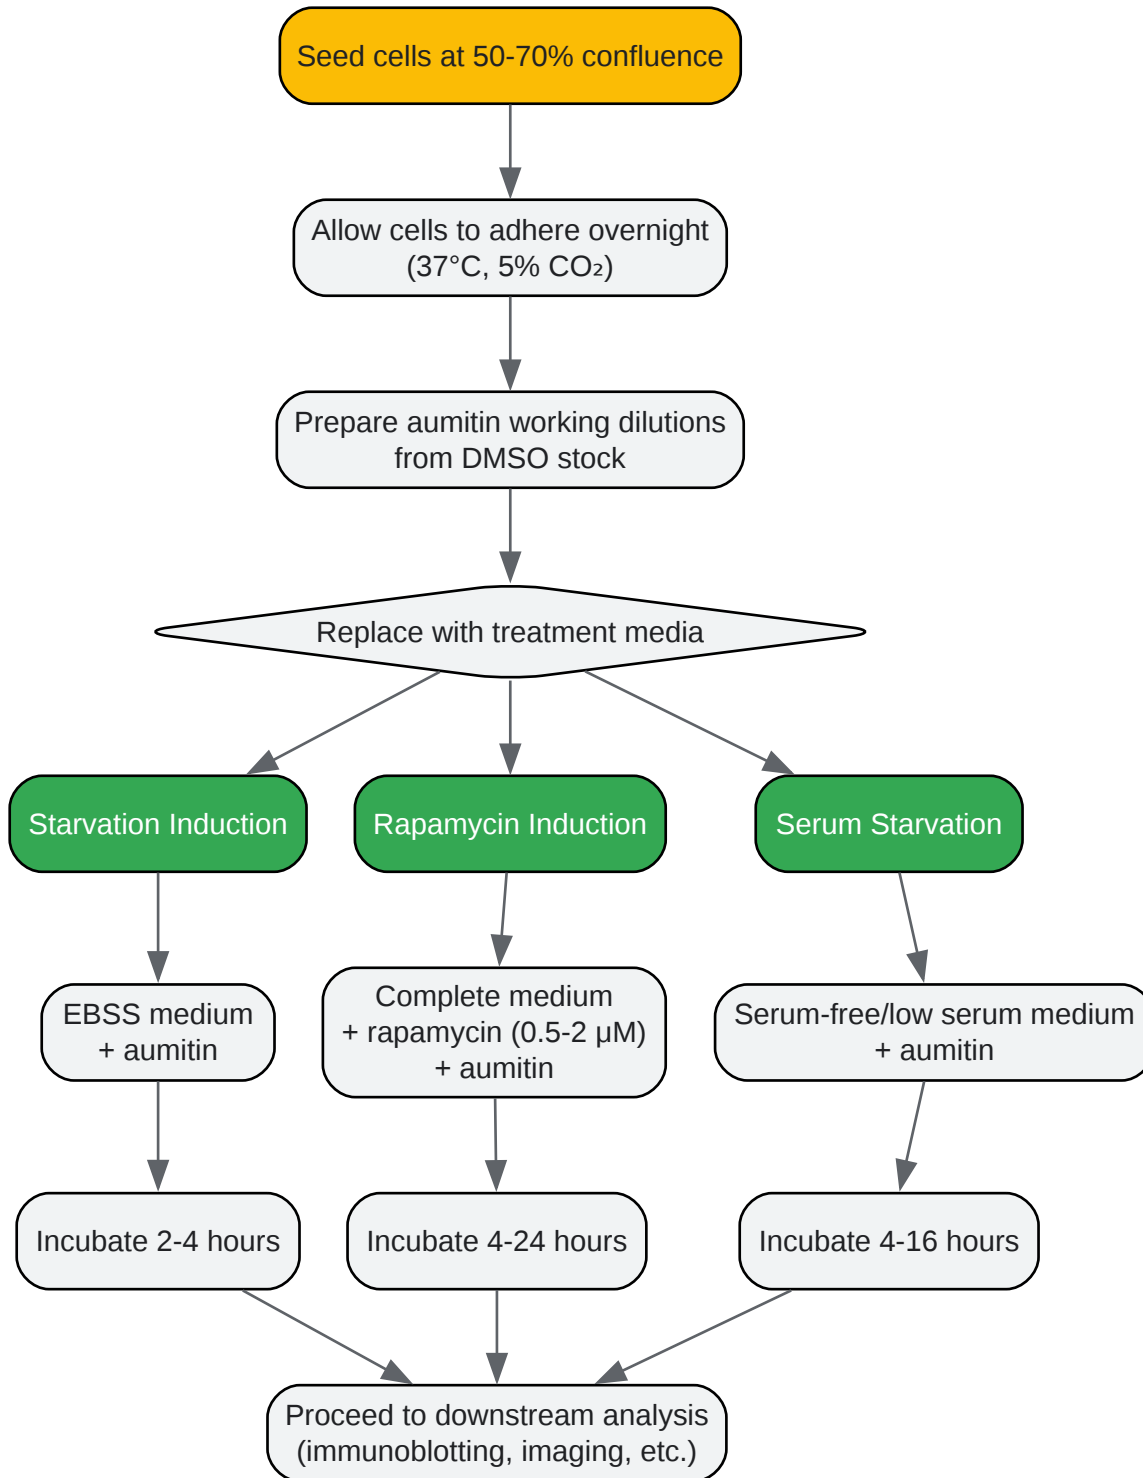 Seed cells at 50-70% confluence
Allow cells to adhere overnight
(37°C, 5% CO₂)
Prepare aumitin working dilutions
from DMSO stock
Replace with treatment media
Starvation Induction
Rapamycin Induction
Serum Starvation
EBSS medium
+ aumitin
Complete medium
+ rapamycin (0.5-2 μM)
+ aumitin
Serum-free/low serum medium
+ aumitin
Incubate 2-4 hours
Incubate 4-24 hours
Incubate 4-16 hours
Proceed to downstream analysis
(immunoblotting, imaging, etc.)